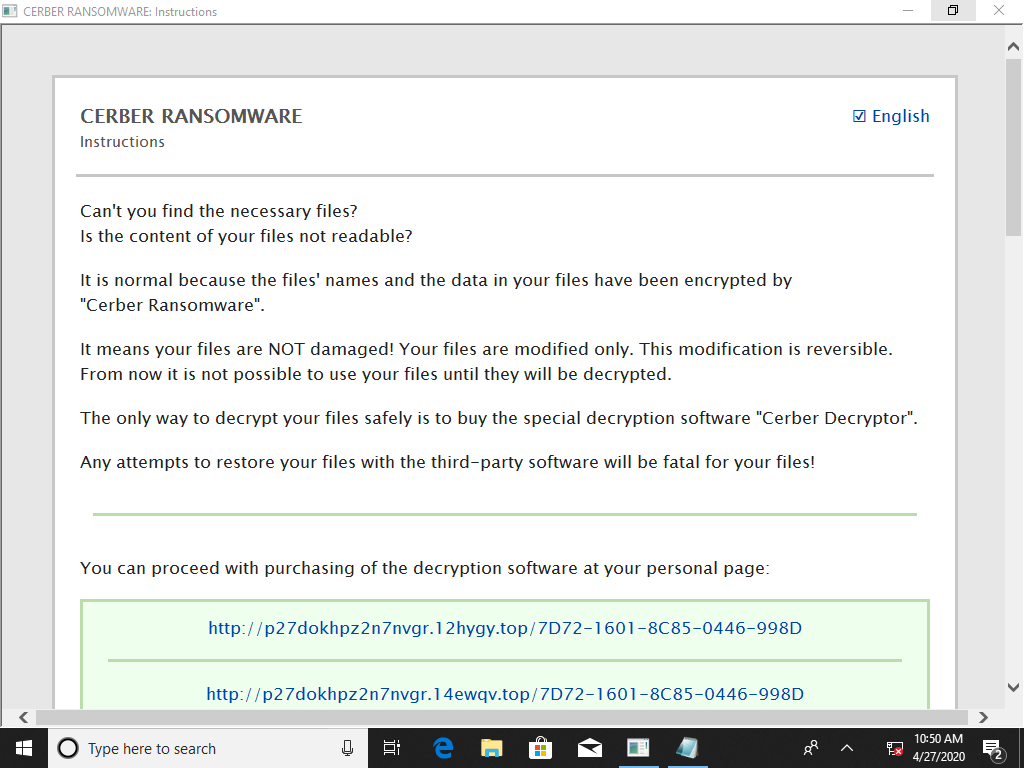 CERBER RANSOMWARE: Instructions
CERBER RANSOMWARE
☑ English
Instructions
Can't you find the necessary files?
Is the content of your files not readable?
It is normal because the files' names and the data in your files have been encrypted by
"Cerber Ransomware".
It means your files are NOT damaged! Your files are modified only. This modification is reversible.
From now it is not possible to use your files until they will be decrypted.
The only way to decrypt your files safely is to buy the special decryption software "Cerber Decryptor".
Any attempts to restore your files with the third-party software will be fatal for your files!
You can proceed with purchasing of the decryption software at your personal page:
http://p27dokhpz2n7nvgr.12hygy.top/7D72-1601-8C85-0446-998D
http://p27dokhpz2n7nvgr.14ewqv.top/7D72-1601-8C85-0446-998D
Type here to search
10:50 AM
4/27/2020
2